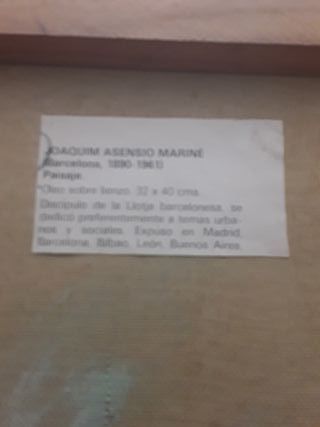 JOAQUIM ASENSIO MARINE
(Barcelona, 1890-1961)
Paisaje.
Oleo sobre lienzo. 32 x 40 cms.
Discípulo de la Llotja barcelonesa, se
dedicó preferentemente a temas urba-
nos y sociales. Expuso en Madrid,
Barcelona, Bilbao, León, Buenos Aires.